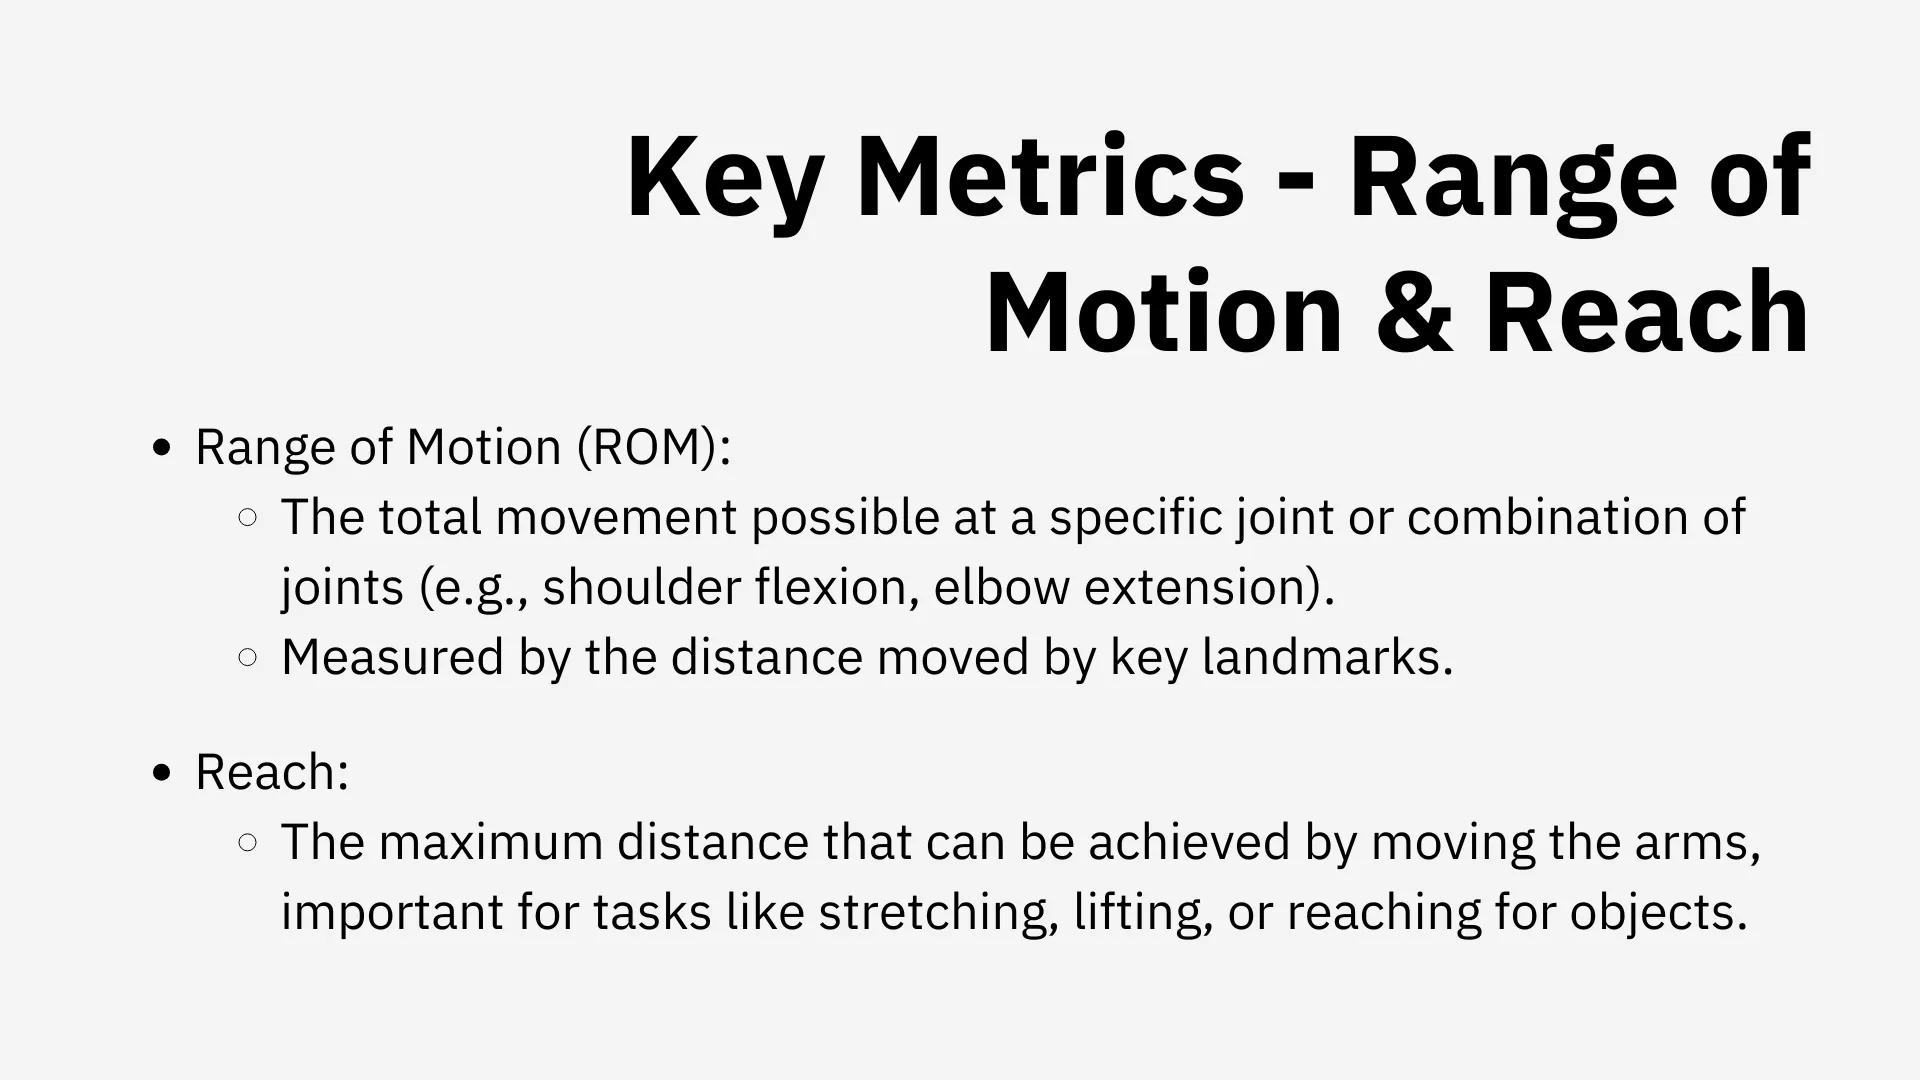 Key Metrics - Range of
Motion & Reach
• Range of Motion (ROM):
○ The total movement possible at a specific joint or combination of
joints (e.g., shoulder flexion, elbow extension).
○ Measured by the distance moved by key landmarks.
• Reach:
○ The maximum distance that can be achieved by moving the arms,
important for tasks like stretching, lifting, or reaching for objects.